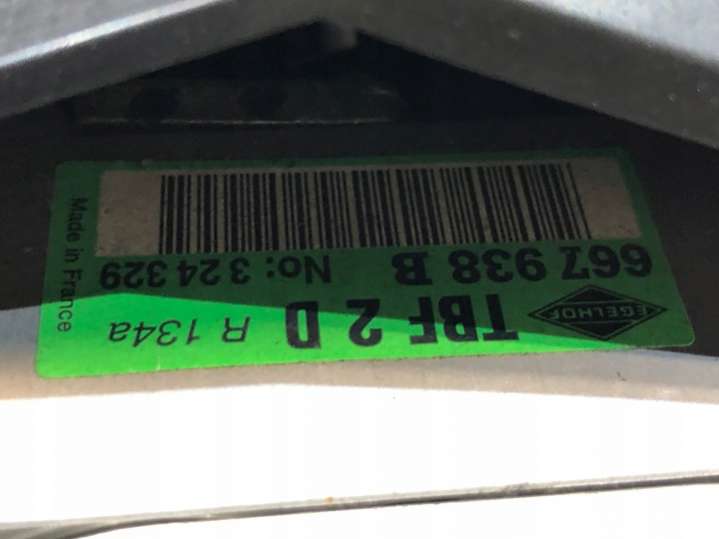 EGELHOF
TBF 2 D R 134a
667 938 B No: 3 24 329
Made in France